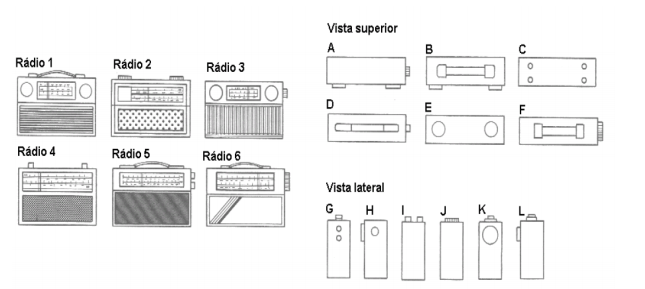 Vista superior
A B C
Rádio 1
Rádio 2
Rádio 3
D E F
Rádio 4
Rádio 5
Rádio 6
Vista lateral
G H I J K L